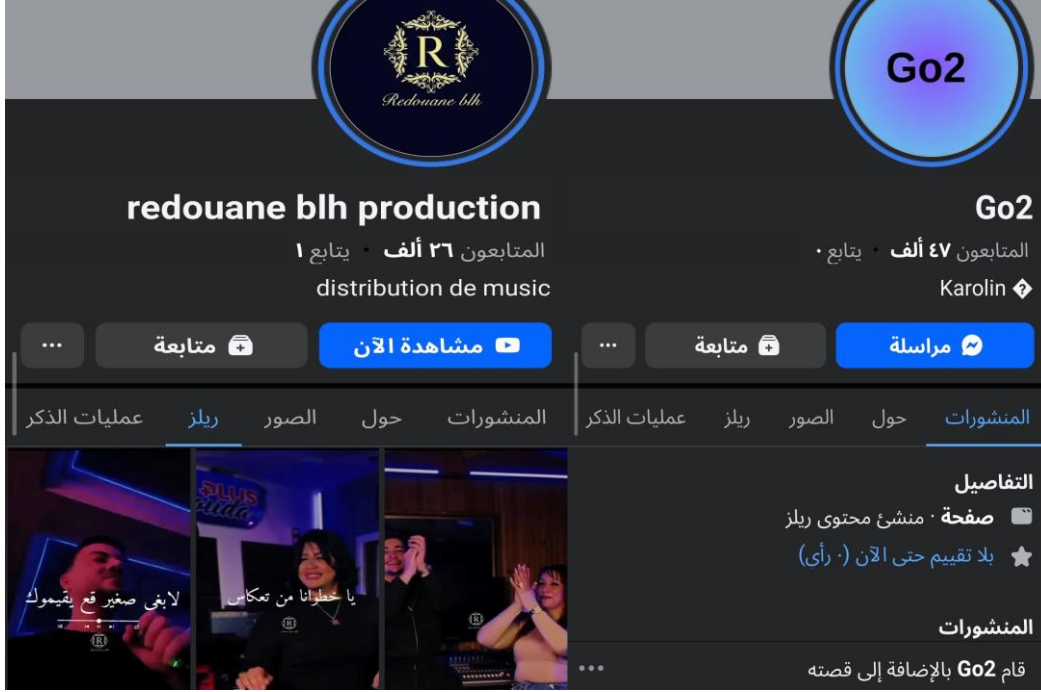 R
Redouane blh
redouane blh production
المتابعون ٢٦ ألف · يتابع ١
distribution de music
مشاهدة الآن
متابعة
...
المنشورات
حول
الصور
ريلز
عمليات الذكر
PLUS
لابغى صغير قع يقيموك
يا خطوانا من تعكاس
Go2
Go2
المتابعون ٤٧ ألف · يتابع ٠
Karolin �
مراسلة
متابعة
...
المنشورات
حول
الصور
ريلز
عمليات الذكر
التفاصيل
صفحة · منشئ محتوى ريلز
بلا تقييم حتى الآن (٠ رأى)
المنشورات
قام Go2 بالإضافة إلى قصته
...